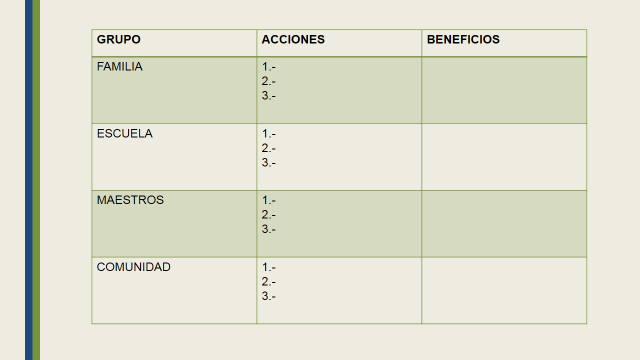 GRUPO ACCIONES BENEFICIOS
FAMILIA 1.-
2.-
3.-
ESCUELA 1.-
2.-
3.-
MAESTROS 1.-
2.-
3.-
COMUNIDAD 1.-
2.-
3.-